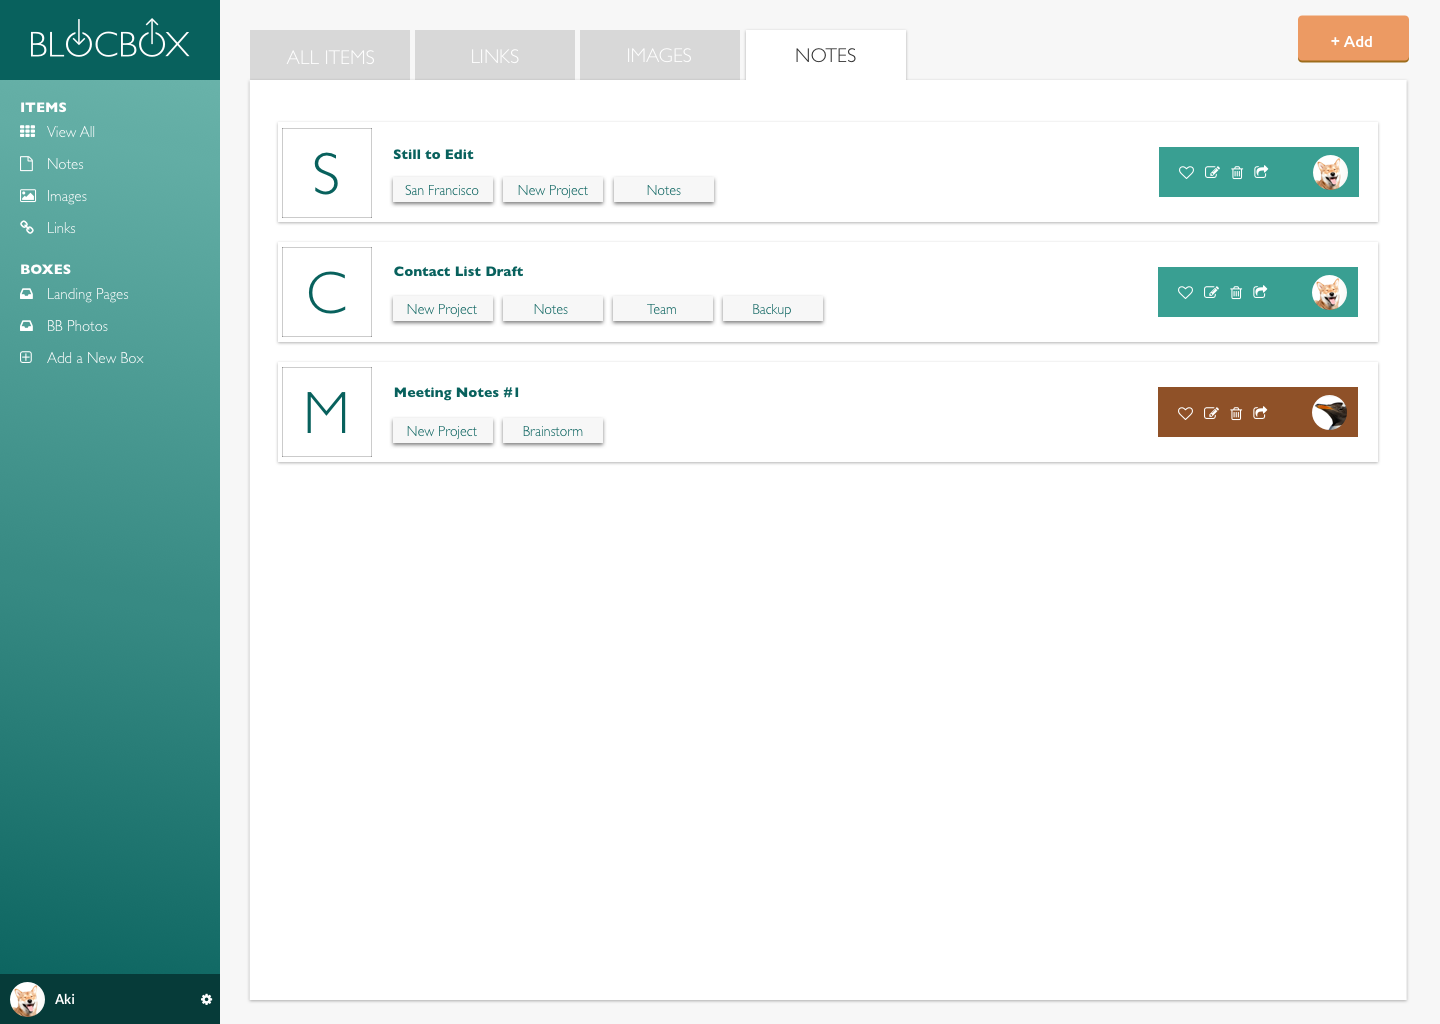 BLOCBOX
ITEMS
View All
Notes
Images
Links
BOXES
Landing Pages
BB Photos
Add a New Box
Aki
ALL ITEMS
LINKS
IMAGES
NOTES
+ Add
S
Still to Edit
San Francisco
New Project
Notes
C
Contact List Draft
New Project
Notes
Team
Backup
M
Meeting Notes #1
New Project
Brainstorm